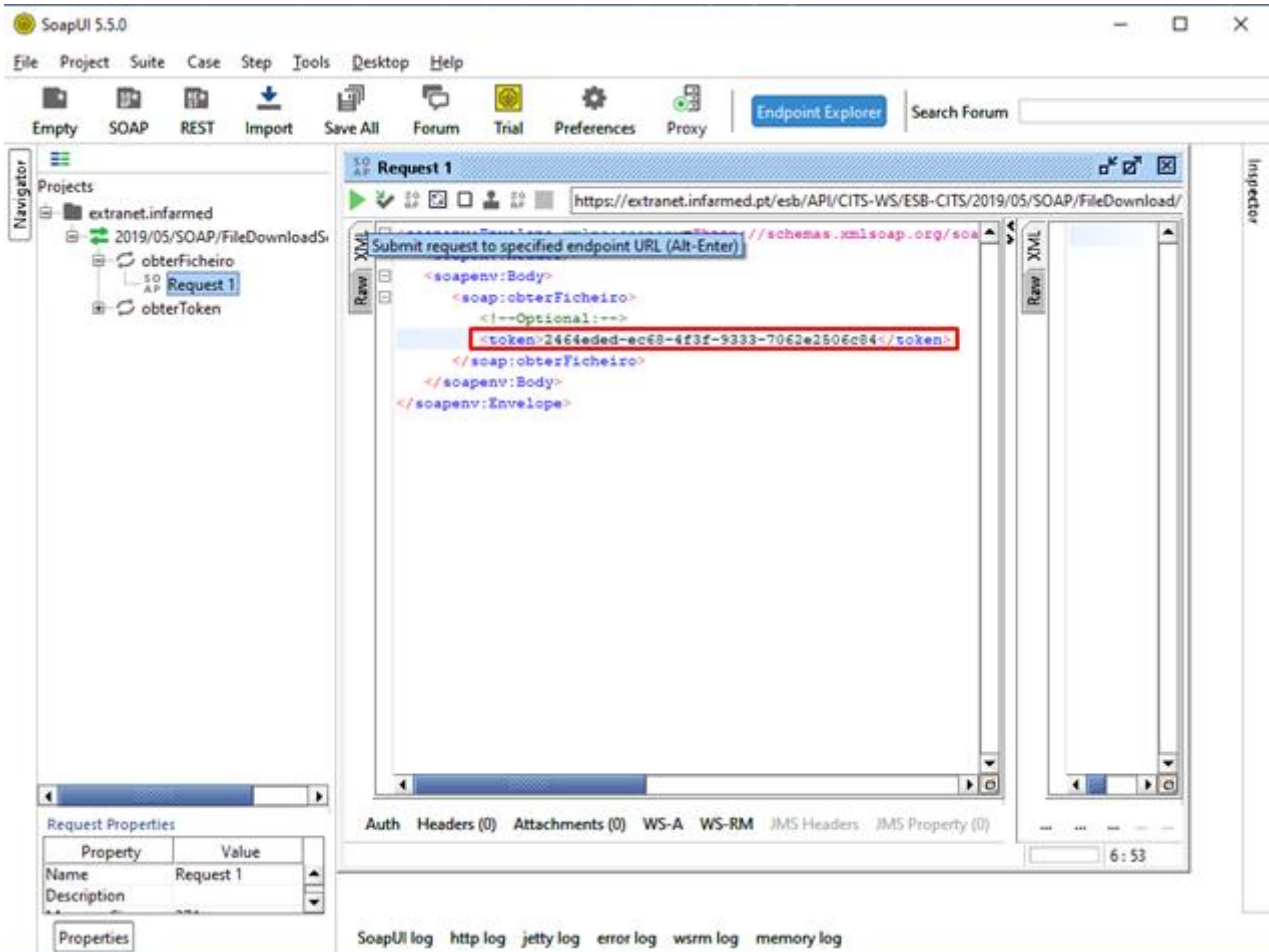 SoapUI 5.5.0
File Project Suite Case Step Tools Desktop Help
Empty SOAP REST Import Save All Forum Trial Preferences Proxy Endpoint Explorer Search Forum
Navigator
Projects
extranet.infarmed
2019/05/SOAP/FileDownloadS
obterFicheiro
SOAP Request 1
obterToken
SOAP Request 1
https://extranet.infarmed.pt/esb/API/CITS-WS/ESB-CITS/2019/05/SOAP/FileDownload/
XML
Raw
//schemas.xmlsoap.org/soa
Submit request to specified endpoint URL (Alt-Enter)
<soapenv:Body>
<soap:obterFicheiro>
<!--Optional:-->
<token>2464eded-ec68-4f3f-9333-7062e2506c84</token>
</soap:obterFicheiro>
</soapenv:Body>
</soapenv:Envelope>
XML
Raw
Inspector
Auth Headers (0) Attachments (0) WS-A WS-RM JMS Headers JMS Property (0)
... ... ... ... ...
6 : 53
Request Properties
Property Value
Name Request 1
Description
Properties
SoapUI log http log jetty log error log wsrm log memory log